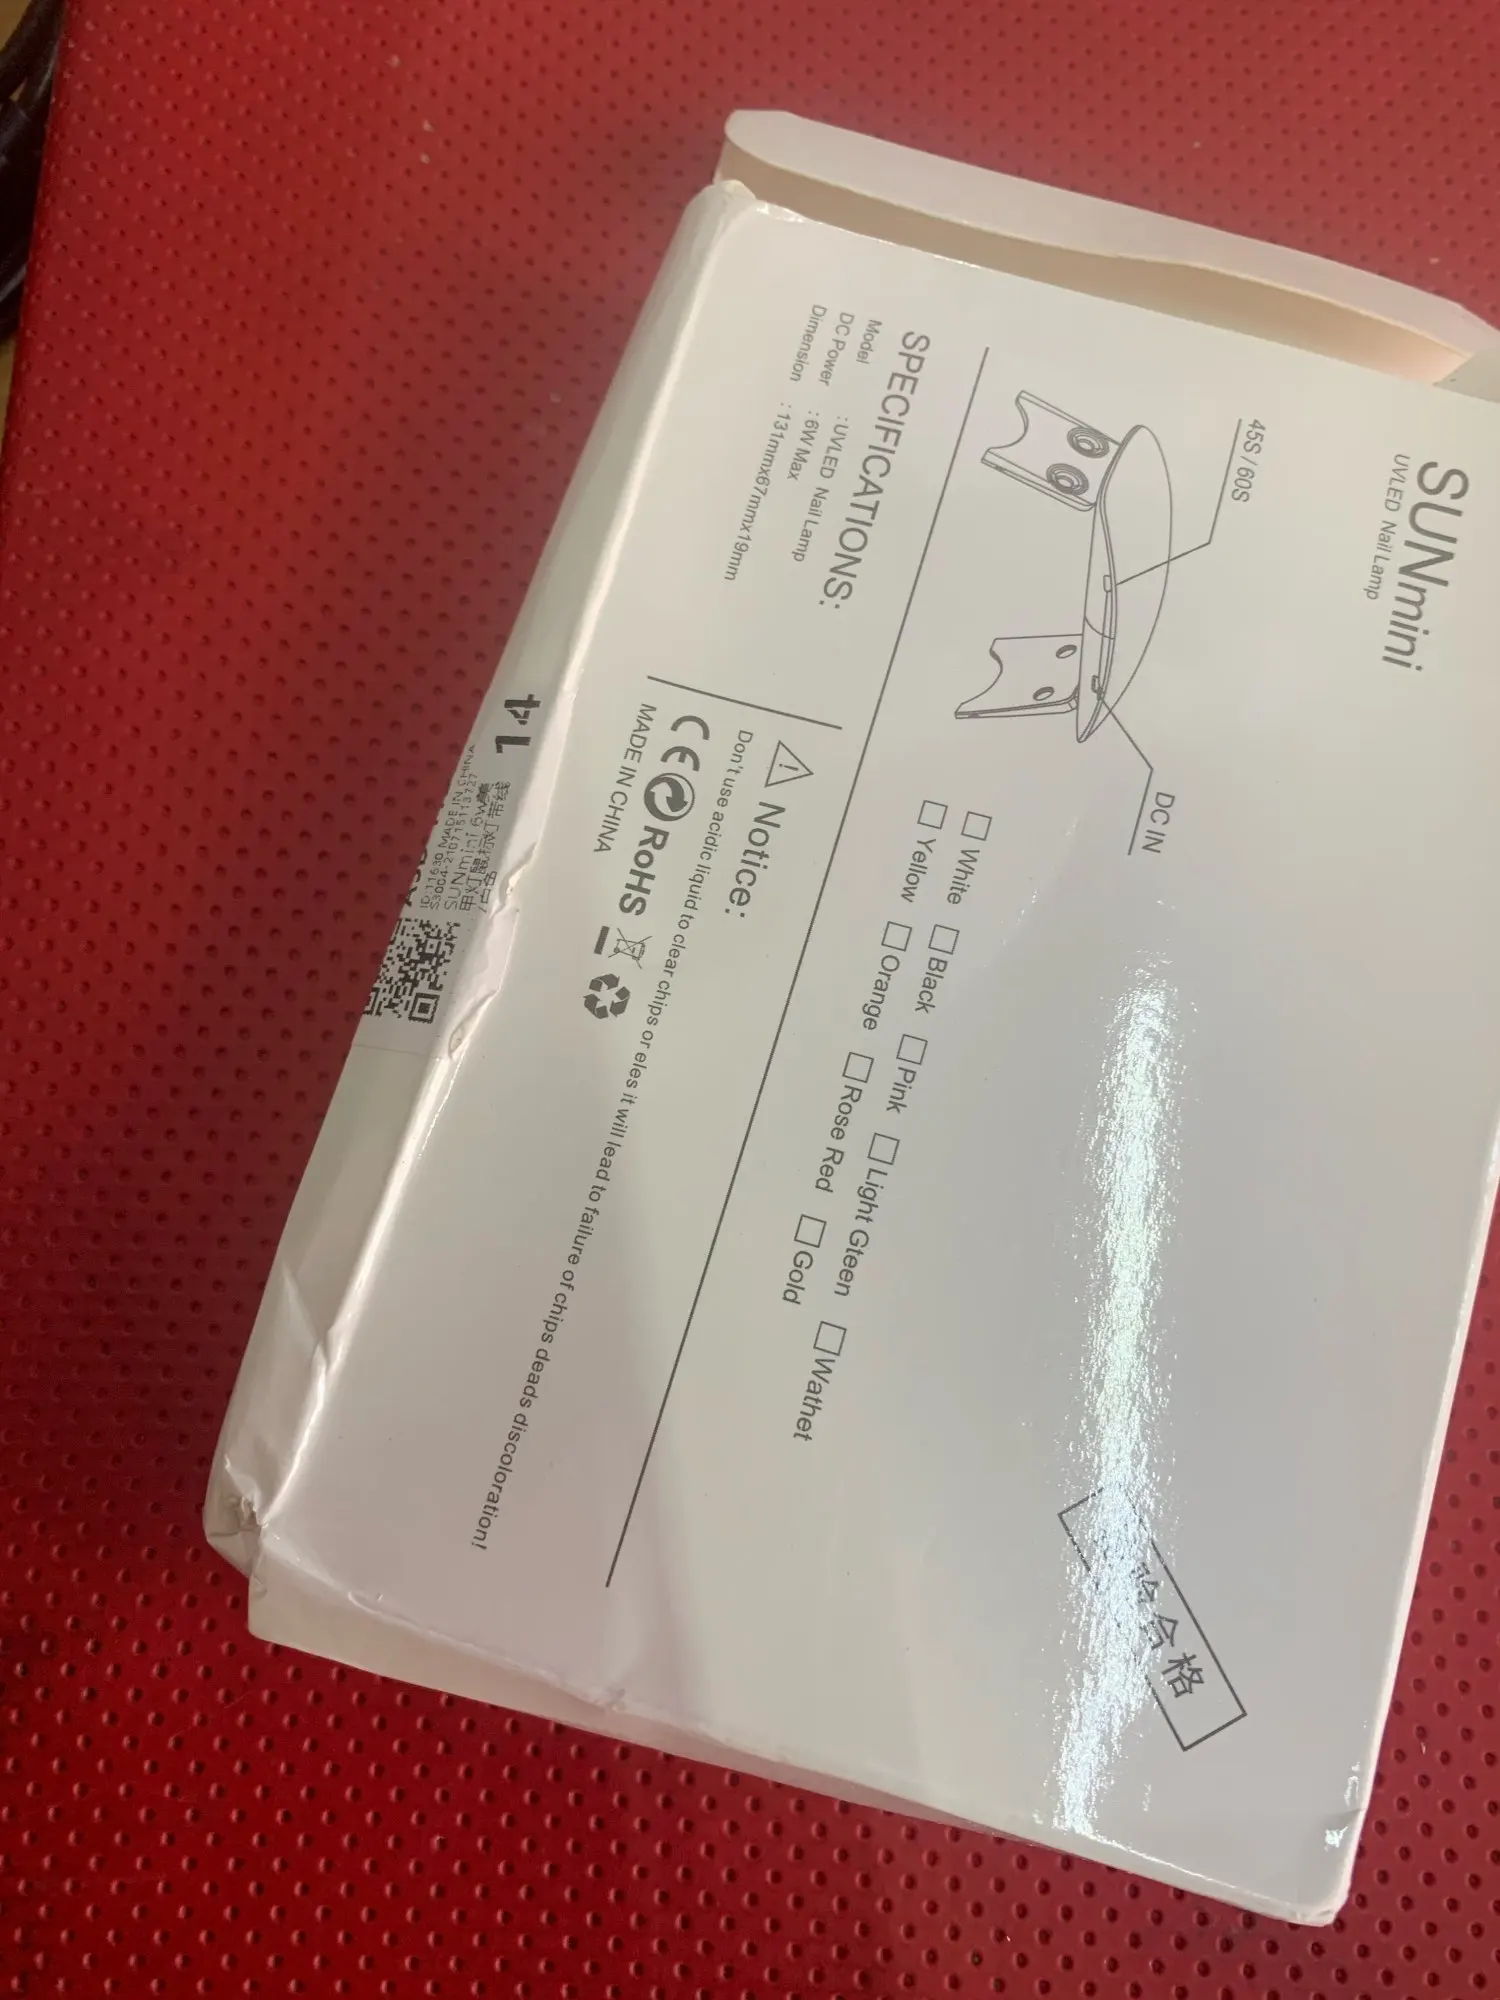 SUNmini
UVLED Nail Lamp
45S / 60S
DC IN
White Black Pink Light Gteen Wathet
Yellow Orange Rose Red Gold
SPECIFICATIONS:
Model : UVLED Nail Lamp
DC Power : 6W Max
Dimension : 131mmx67mmx19mm
Notice:
Don't use acidic liquid to clear chips or eles it will lead to failure of chips deads discoloration!
CE RoHS
MADE IN CHINA
合格
SUNmini 6W
MADE IN CHINA